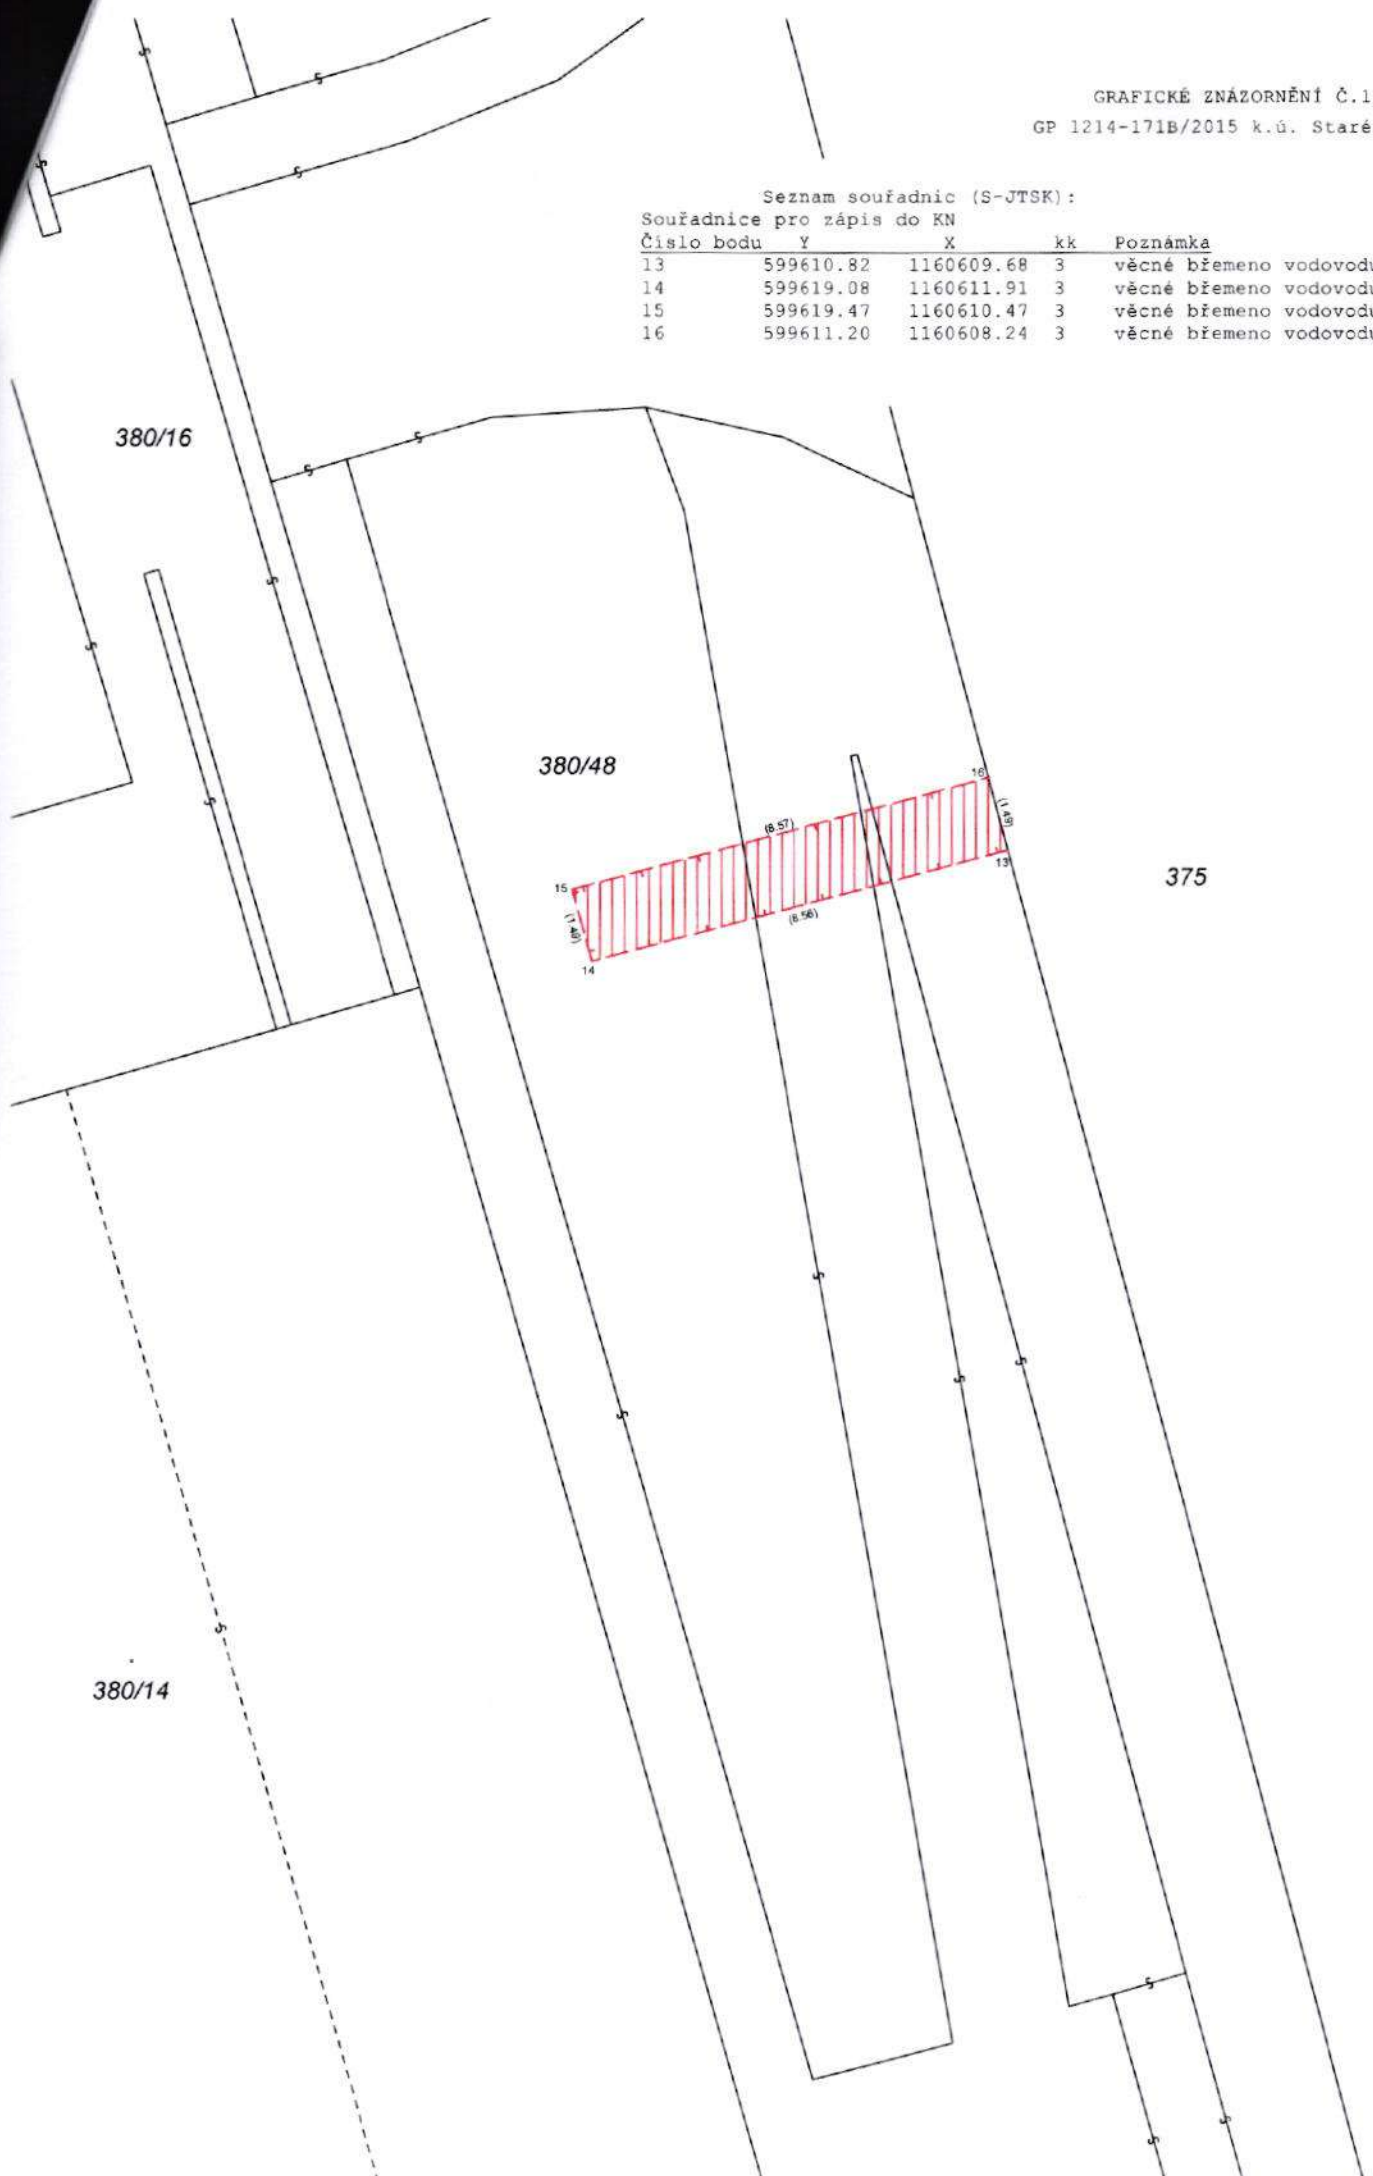 GRAFICKÉ ZNÁZORNĚNÍ Č.1
GP 1214-171B/2015 k.ú. Staré
Seznam souřadnic (S-JTSK):
Souřadnice pro zápis do KN
Číslo bodu Y X kk Poznámka
13 599610.82 1160609.68 3 věcné břemeno vodovodu
14 599619.08 1160611.91 3 věcné břemeno vodovodu
15 599619.47 1160610.47 3 věcné břemeno vodovodu
16 599611.20 1160608.24 3 věcné břemeno vodovodu
380/16
380/48
16
(8.57)
(1.49)
13
375
15
(1.49)
(8.56)
14
380/14